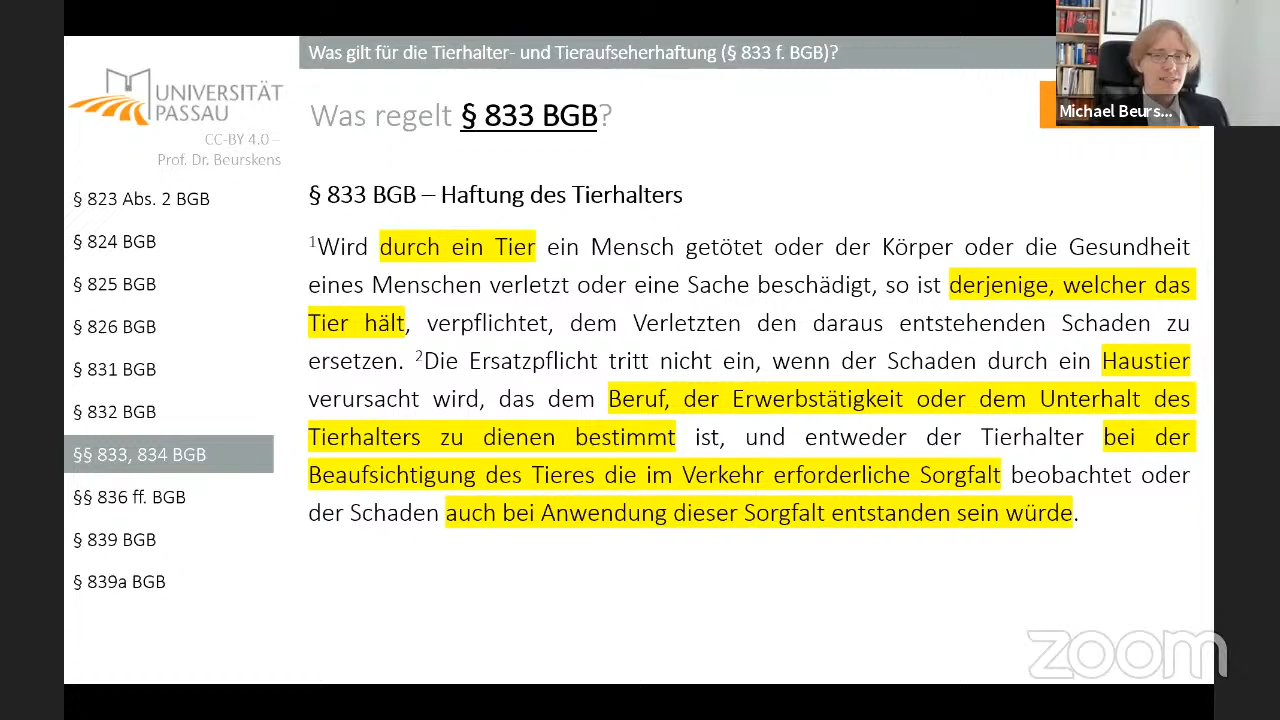 Was gilt für die Tierhalter- und Tieraufseherhaftung (§ 833 f. BGB)?
UNIVERSITÄT
PASSAU
CC-BY 4.0 –
Prof. Dr. Beurskens
Michael Beurs...
Was regelt § 833 BGB?
§ 823 Abs. 2 BGB
§ 824 BGB
§ 825 BGB
§ 826 BGB
§ 831 BGB
§ 832 BGB
§§ 833, 834 BGB
§§ 836 ff. BGB
§ 839 BGB
§ 839a BGB
§ 833 BGB – Haftung des Tierhalters
¹Wird durch ein Tier ein Mensch getötet oder der Körper oder die Gesundheit
eines Menschen verletzt oder eine Sache beschädigt, so ist derjenige, welcher das
Tier hält, verpflichtet, dem Verletzten den daraus entstehenden Schaden zu
ersetzen. ²Die Ersatzpflicht tritt nicht ein, wenn der Schaden durch ein Haustier
verursacht wird, das dem Beruf, der Erwerbstätigkeit oder dem Unterhalt des
Tierhalters zu dienen bestimmt ist, und entweder der Tierhalter bei der
Beaufsichtigung des Tieres die im Verkehr erforderliche Sorgfalt beobachtet oder
der Schaden auch bei Anwendung dieser Sorgfalt entstanden sein würde.
zoom